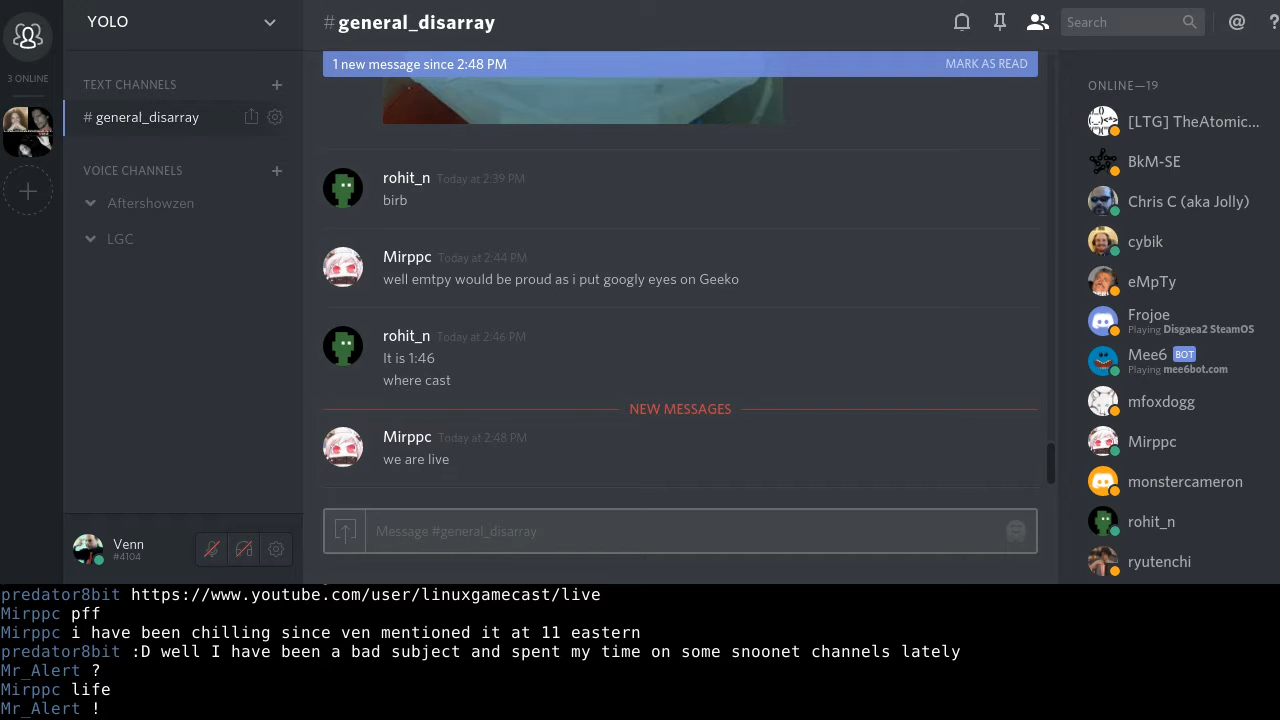 YOLO
3 ONLINE
TEXT CHANNELS
# general_disarray
VOICE CHANNELS
Aftershowzen
LGC
Venn
#4104
#general_disarray
Search
@
?
1 new message since 2:48 PM
MARK AS READ
rohit_n Today at 2:39 PM
birb
Mirppc Today at 2:44 PM
well emtpy would be proud as i put googly eyes on Geeko
rohit_n Today at 2:46 PM
It is 1:46
where cast
NEW MESSAGES
Mirppc Today at 2:48 PM
we are live
Message #general_disarray
ONLINE—19
[LTG] TheAtomic...
BkM-SE
Chris C (aka Jolly)
cybik
eMpTy
Frojoe
Playing Disgaea2 SteamOS
Mee6 BOT
Playing mee6bot.com
mfoxdogg
Mirppc
monstercameron
rohit_n
ryutenchi
predator8bit https://www.youtube.com/user/linuxgamecast/live
Mirppc pff
Mirppc i have been chilling since ven mentioned it at 11 eastern
predator8bit :D well I have been a bad subject and spent my time on some snoonet channels lately
Mr_Alert ?
Mirppc life
Mr_Alert !